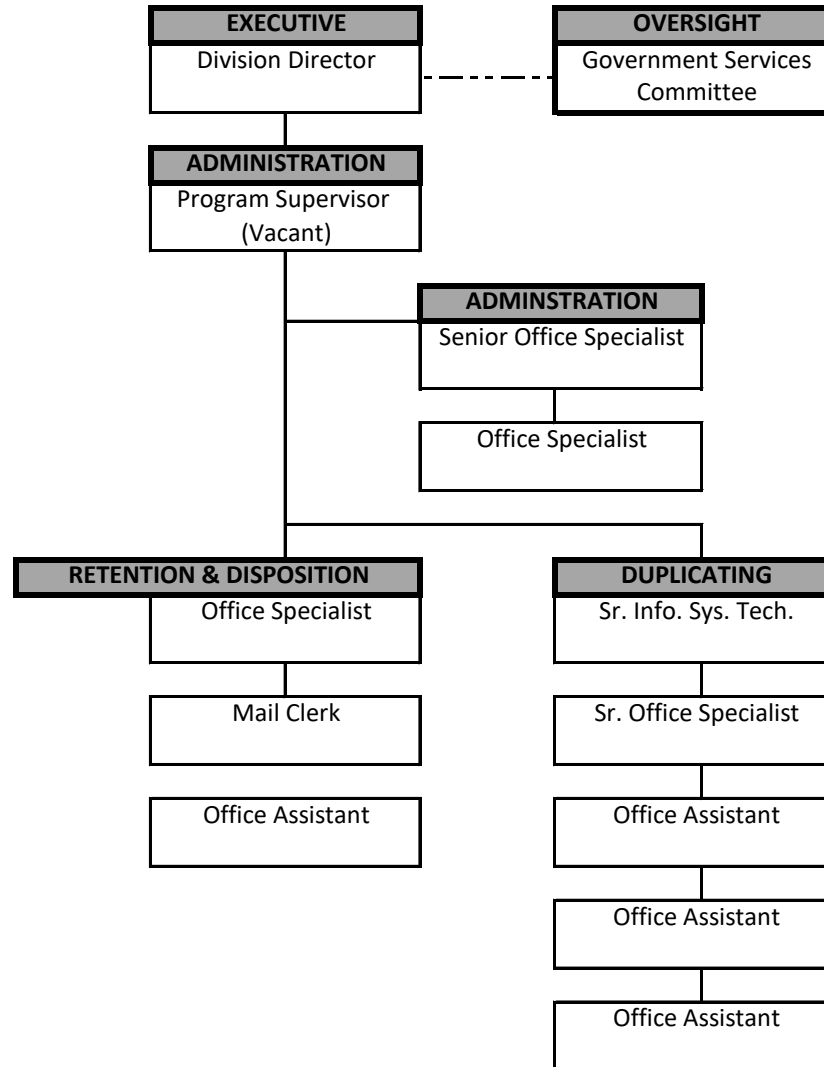 EXECUTIVE
Division Director
OVERSIGHT
Government Services
Committee
ADMINISTRATION
Program Supervisor
(Vacant)
ADMINSTRATION
Senior Office Specialist
Office Specialist
RETENTION & DISPOSITION
Office Specialist
Mail Clerk
Office Assistant
DUPLICATING
Sr. Info. Sys. Tech.
Sr. Office Specialist
Office Assistant
Office Assistant
Office Assistant